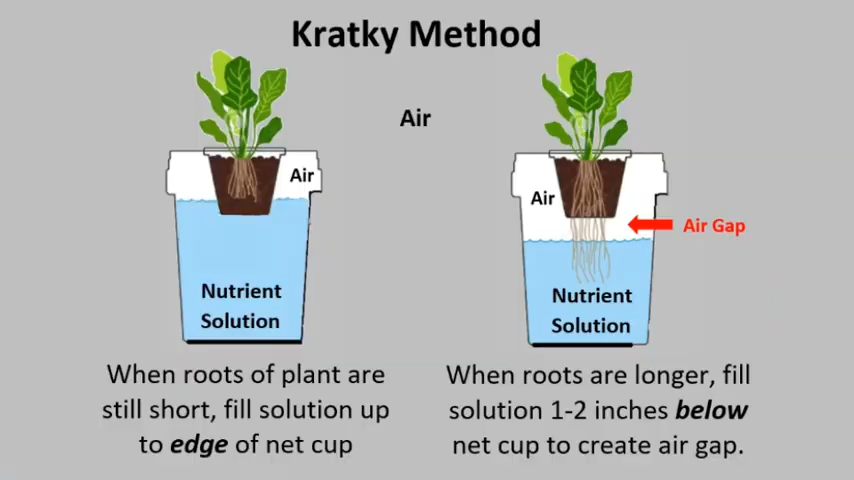 Kratky Method
Air
Air
Nutrient
Solution
When roots of plant are
still short, fill solution up
to edge of net cup
Air
Air Gap
Nutrient
Solution
When roots are longer, fill
solution 1-2 inches below
net cup to create air gap.